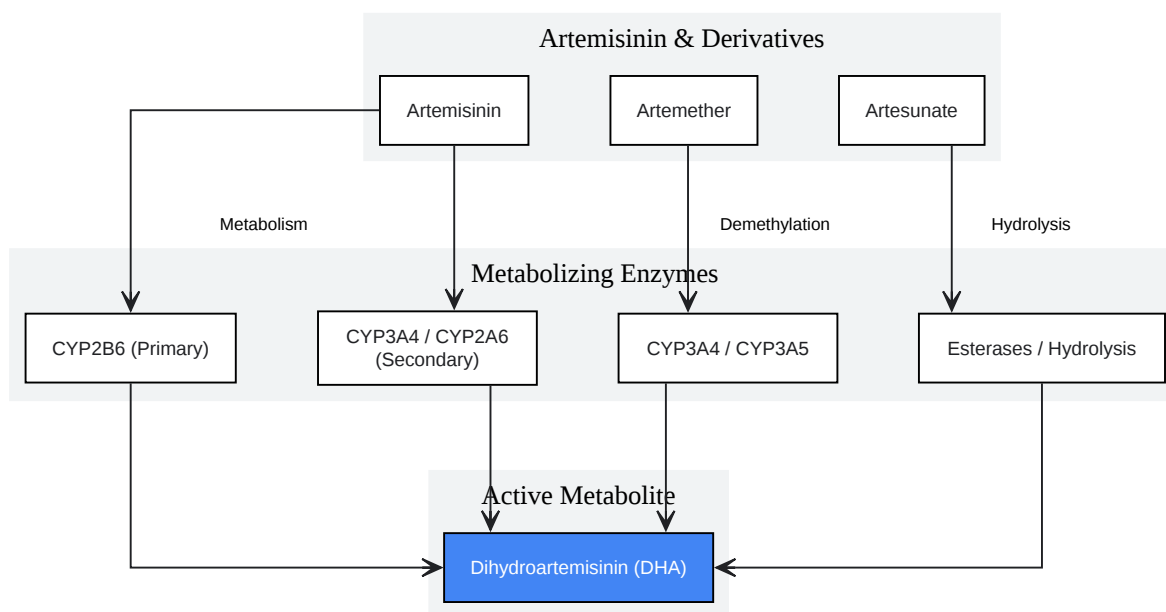 Artemisinin & Derivatives
Artemisinin
Artemether
Artesunate
Metabolism
Demethylation
Hydrolysis
Metabolizing Enzymes
CYP2B6 (Primary)
CYP3A4 / CYP2A6
(Secondary)
CYP3A4 / CYP3A5
Esterases / Hydrolysis
Active Metabolite
Dihydroartemisinin (DHA)